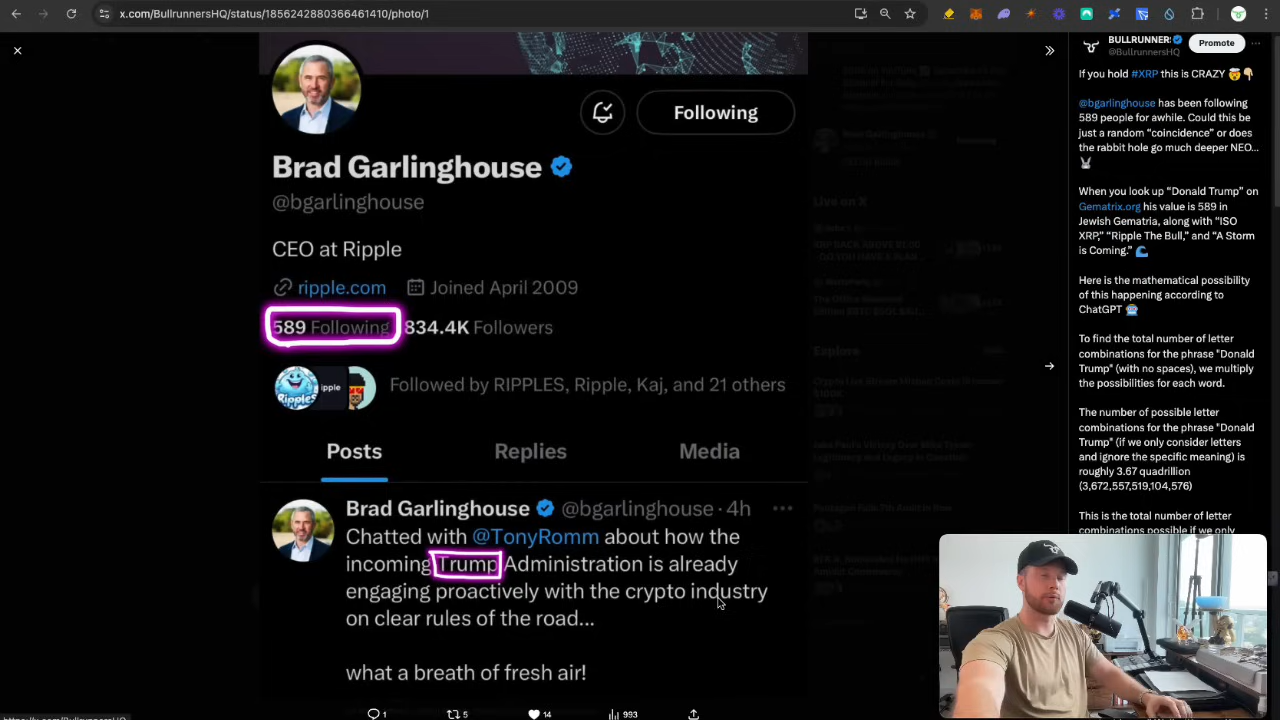 x.com/BullrunnersHQ/status/1856242880366461410/photo/1
Brad Garlinghouse
@bgarlinghouse
CEO at Ripple
ripple.com Joined April 2009
589 Following 834.4K Followers
Followed by RIPPLES, Ripple, Kaj, and 21 others
Posts Replies Media
Brad Garlinghouse @bgarlinghouse · 4h
Chatted with @TonyRomm about how the
incoming Trump Administration is already
engaging proactively with the crypto industry
on clear rules of the road...
what a breath of fresh air!
1 5 14 993
Following
Live on X
Explore
BULLRUNNER:
@BullrunnersHQ
Promote
If you hold #XRP this is CRAZY 🤯👇
@bgarlinghouse has been following
589 people for awhile. Could this be
just a random "coincidence" or does
the rabbit hole go much deeper NEO...
🐰
When you look up "Donald Trump" on
Gematrix.org his value is 589 in
Jewish Gematria, along with "ISO
XRP," "Ripple The Bull," and "A Storm
is Coming." 🌊
Here is the mathematical possibility
of this happening according to
ChatGPT 🤖
To find the total number of letter
combinations for the phrase "Donald
Trump" (with no spaces), we multiply
the possibilities for each word.
The number of possible letter
combinations for the phrase "Donald
Trump" (if we only consider letters
and ignore the specific meaning) is
roughly 3.67 quadrillion
(3,672,557,519,104,576)
This is the total number of letter
combinations possible if we only